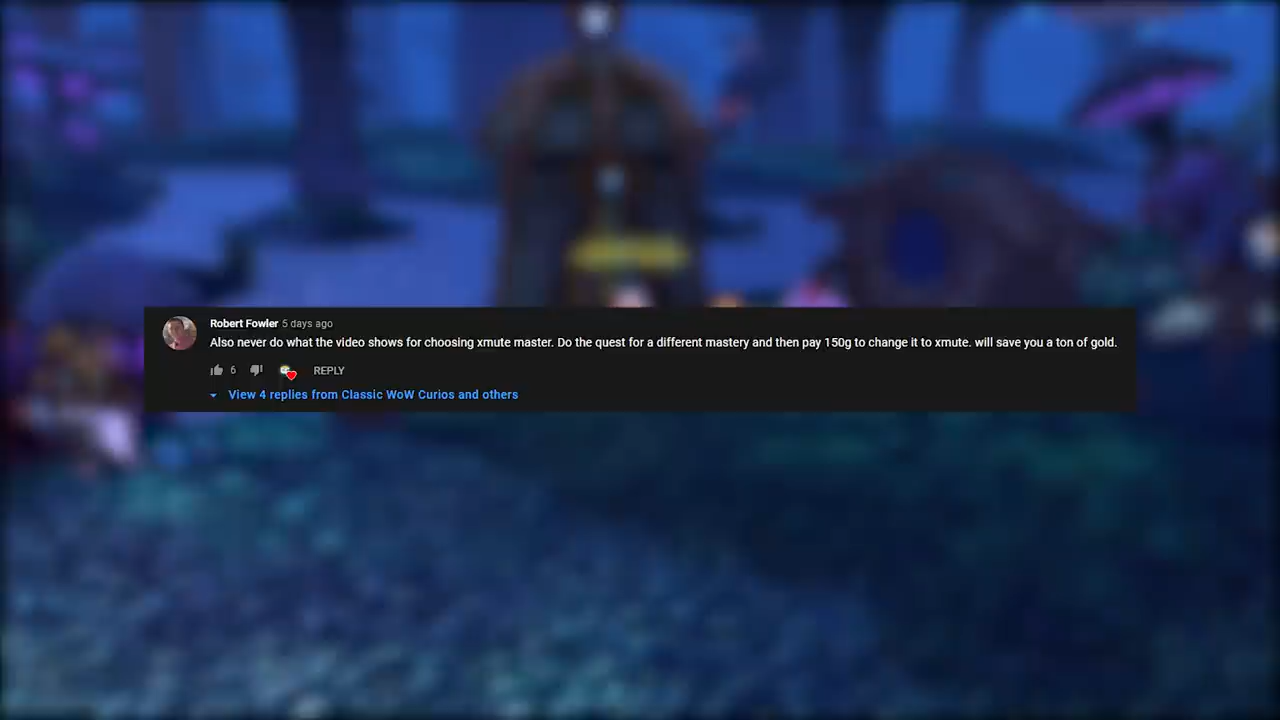 Robert Fowler 5 days ago
Also never do what the video shows for choosing xmute master. Do the quest for a different mastery and then pay 150g to change it to xmute. will save you a ton of gold.
6 REPLY
View 4 replies from Classic WoW Curios and others